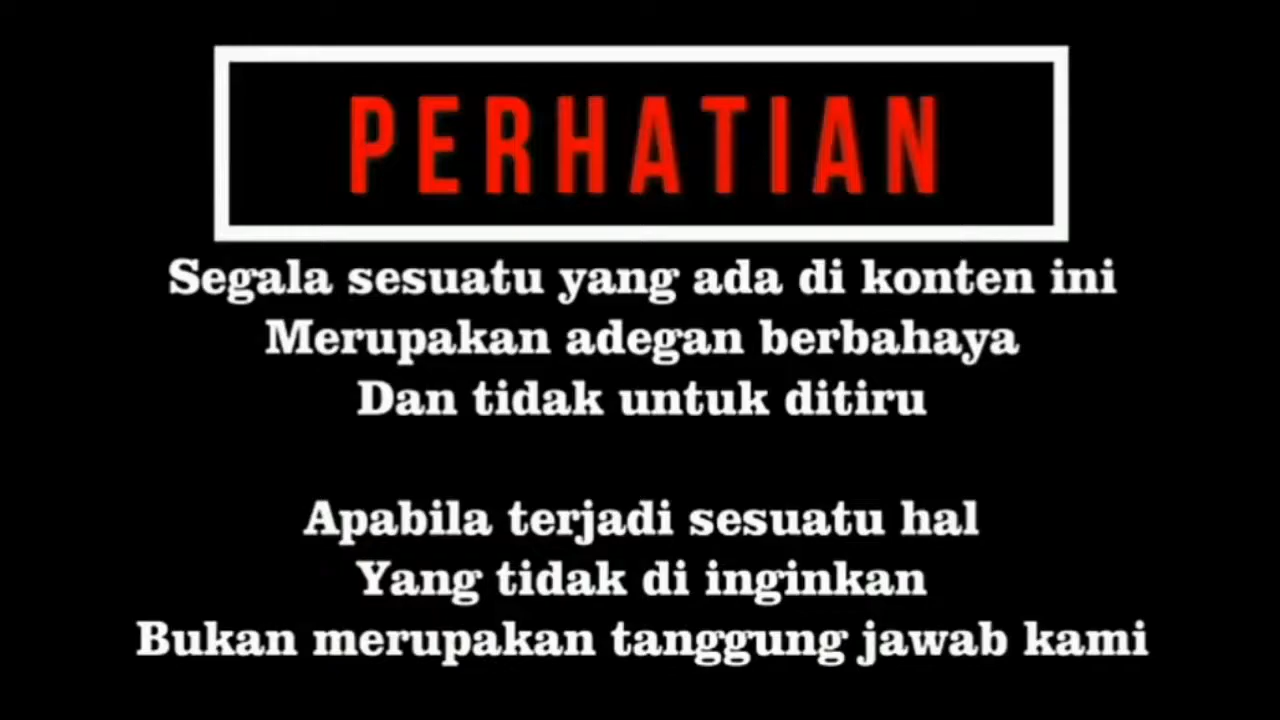 PERHATIAN
Segala sesuatu yang ada di konten ini
Merupakan adegan berbahaya
Dan tidak untuk ditiru
Apabila terjadi sesuatu hal
Yang tidak di inginkan
Bukan merupakan tanggung jawab kami